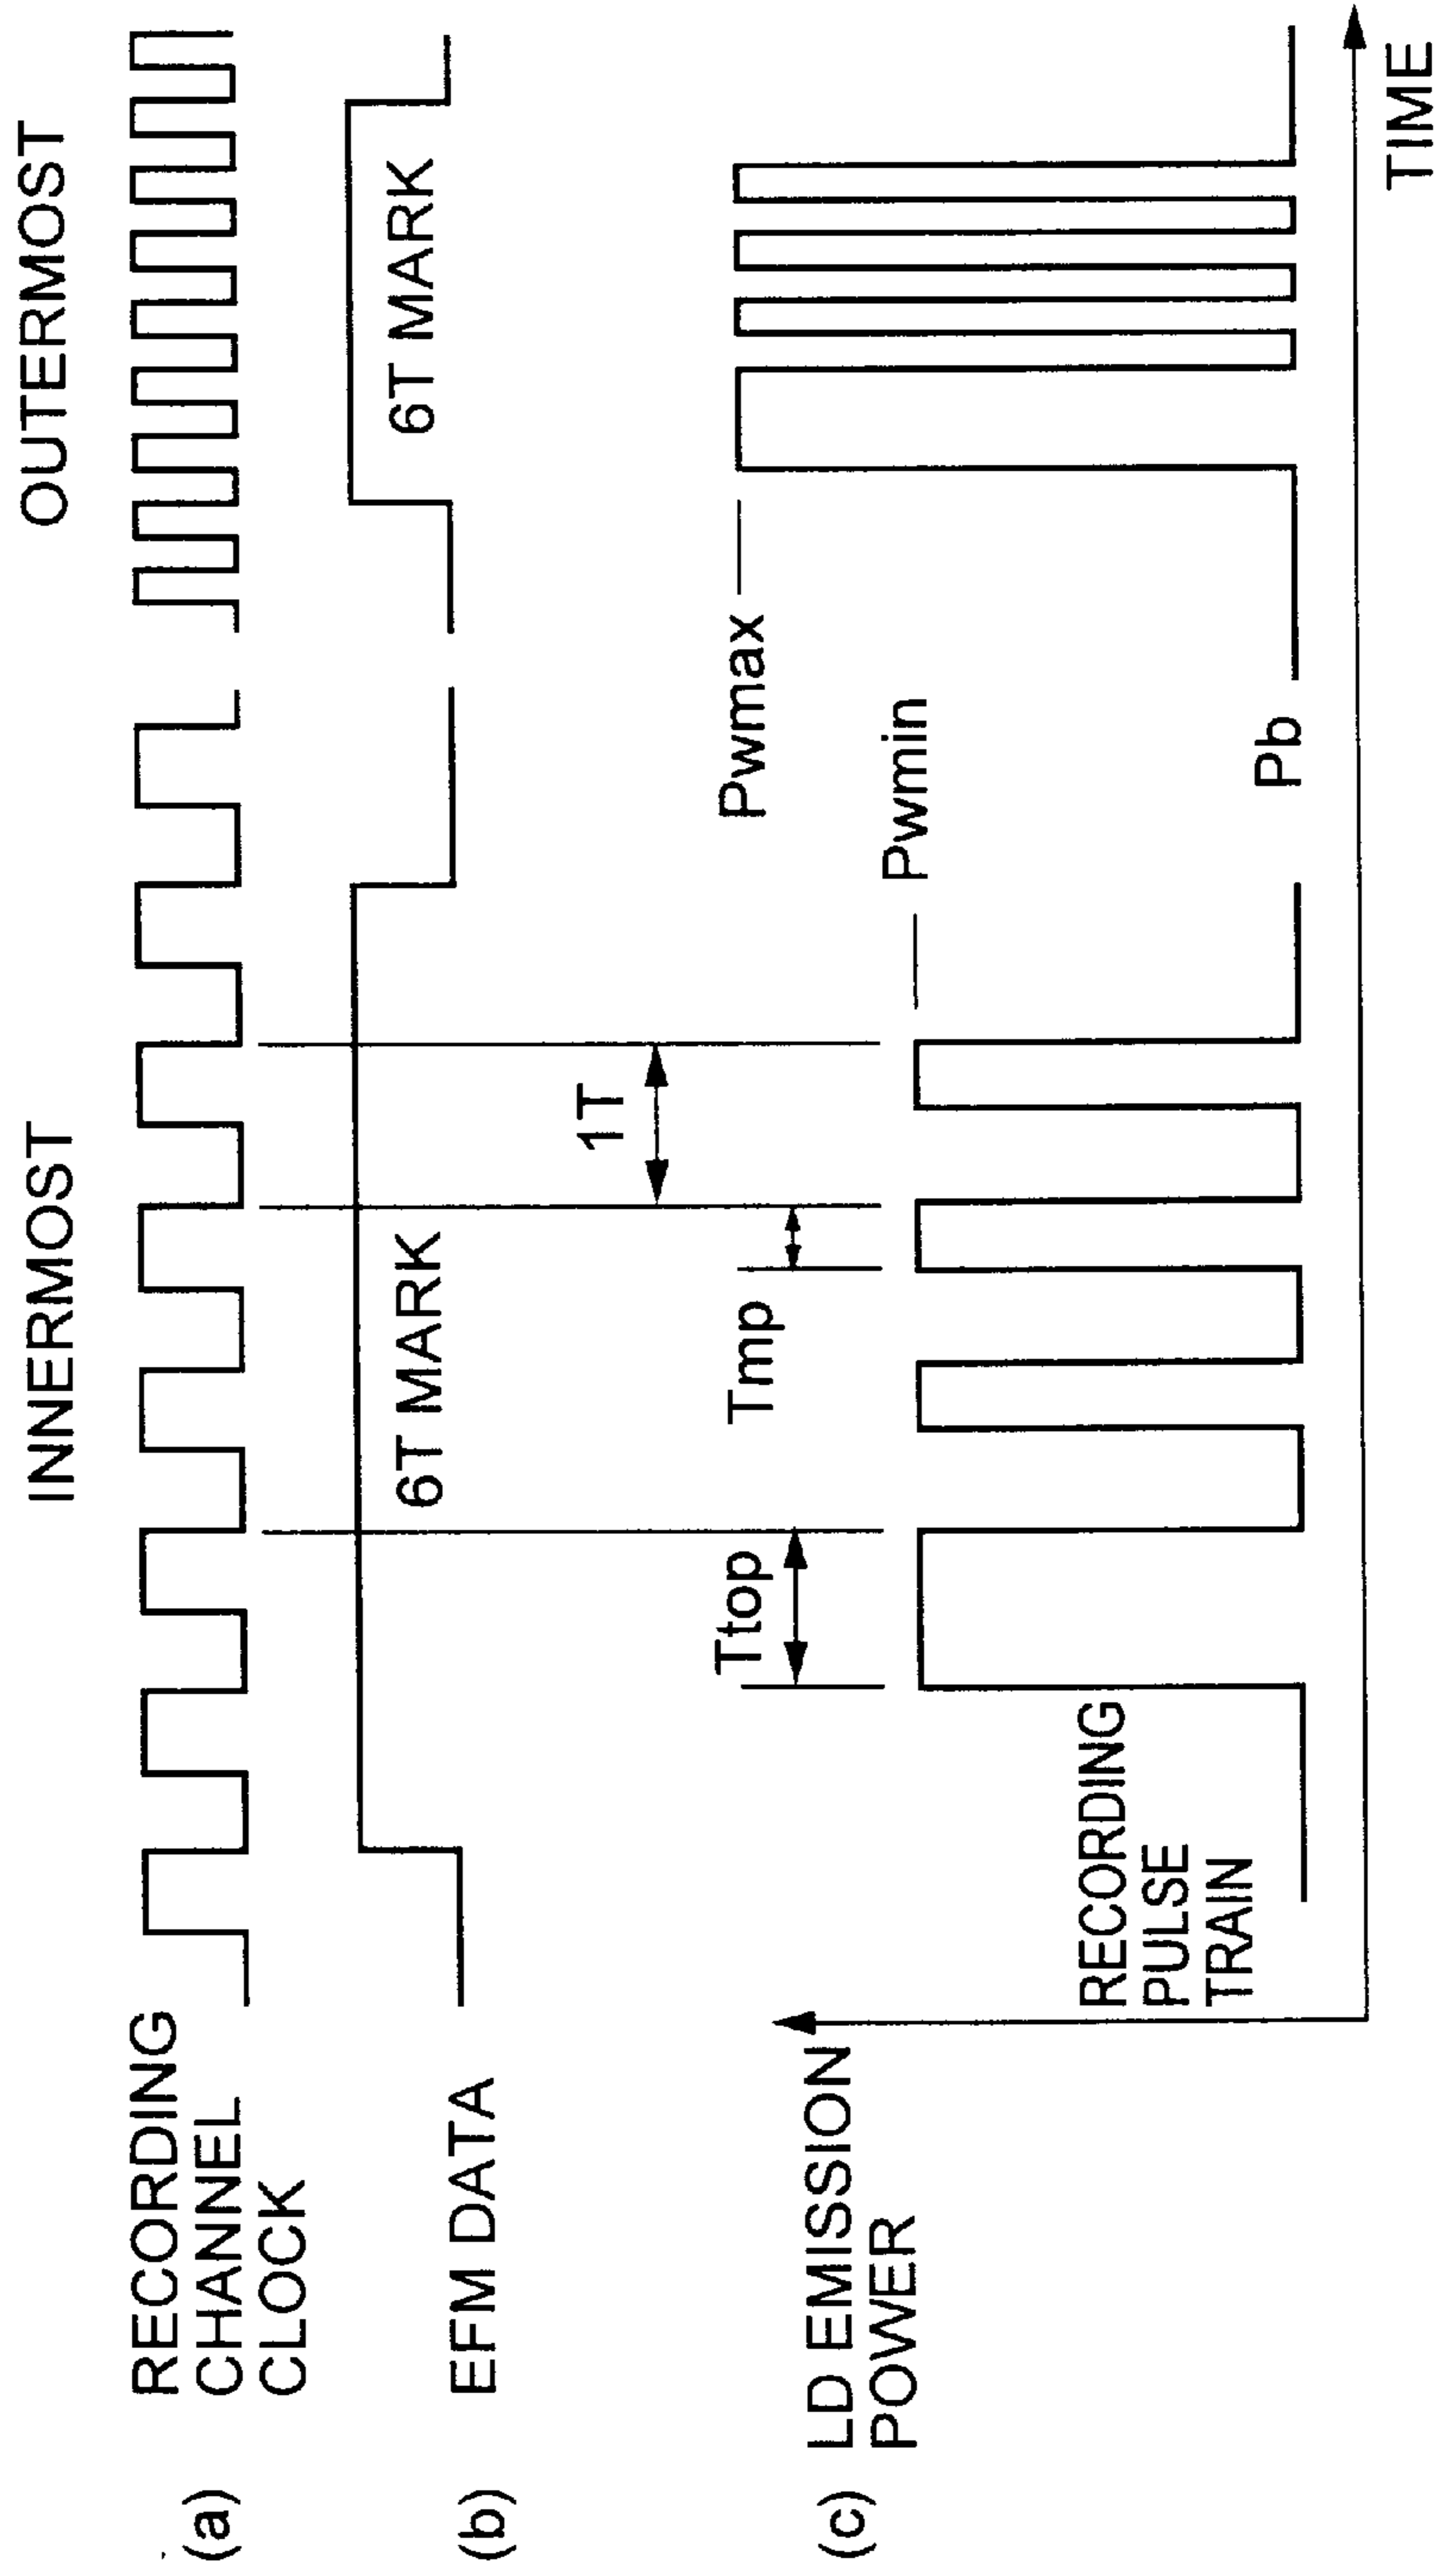 INNERMOST
OUTERMOST
(a)
RECORDING
CHANNEL
CLOCK
(b)
EFM DATA
6T MARK
6T MARK
1T
Ttop
Tmp
(c)
LD EMISSION
POWER
Pwmax
Pwmin
RECORDING
PULSE
TRAIN
Pb
TIME